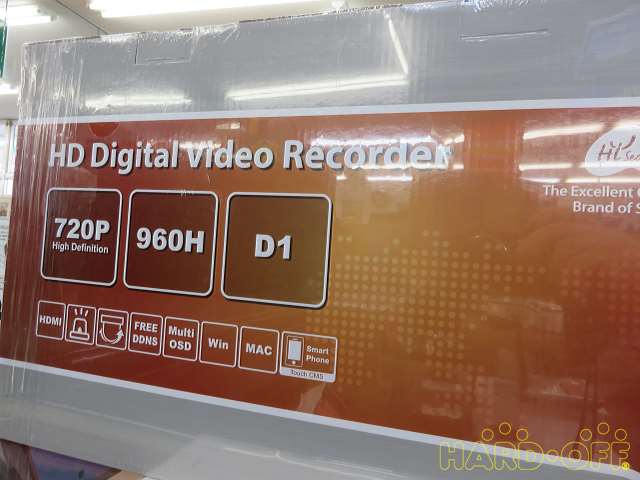 HD Digital Video Recorder
Hi
The Excellent
Brand of S
720P
High Definition
960H
D1
HDMI
FREE
DDNS
Multi
OSD
Win
MAC
Smart
Phone
Touch CMS
HARD·OFF